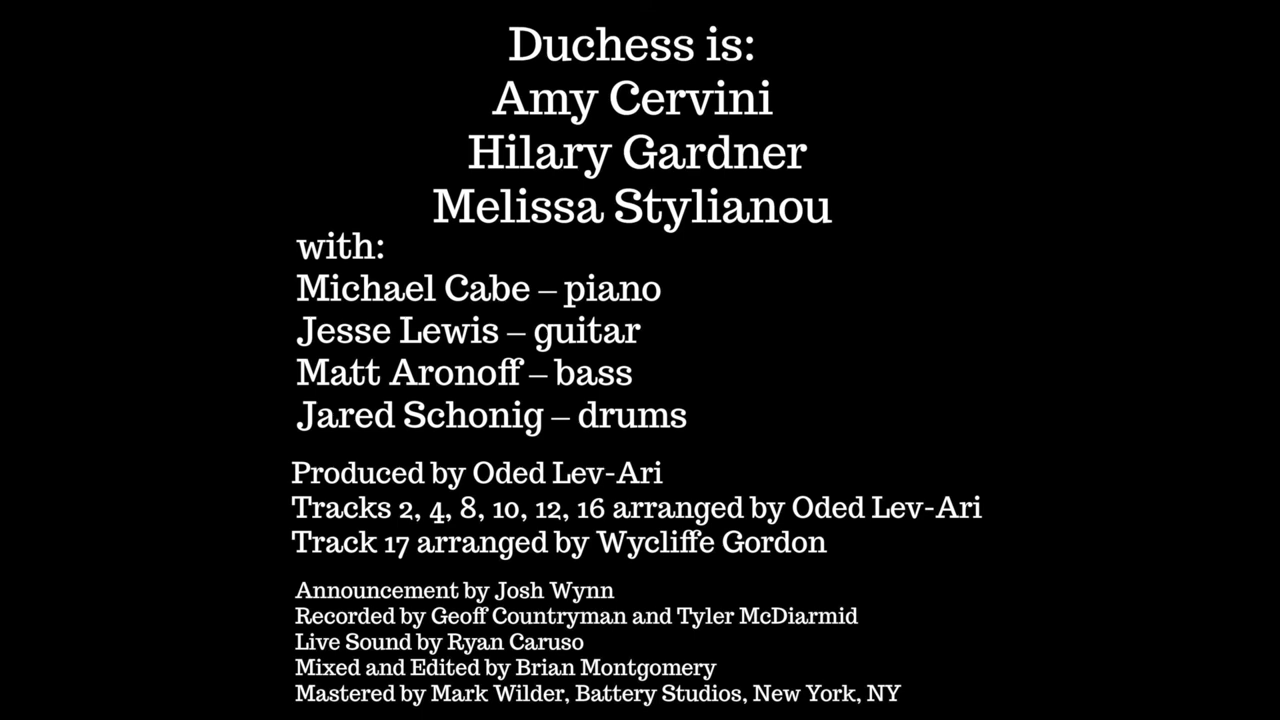 Duchess is:
Amy Cervini
Hilary Gardner
Melissa Stylianou
with:
Michael Cabe – piano
Jesse Lewis – guitar
Matt Aronoff – bass
Jared Schonig – drums
Produced by Oded Lev-Ari
Tracks 2, 4, 8, 10, 12, 16 arranged by Oded Lev-Ari
Track 17 arranged by Wycliffe Gordon
Announcement by Josh Wynn
Recorded by Geoff Countryman and Tyler McDiarmid
Live Sound by Ryan Caruso
Mixed and Edited by Brian Montgomery
Mastered by Mark Wilder, Battery Studios, New York, NY